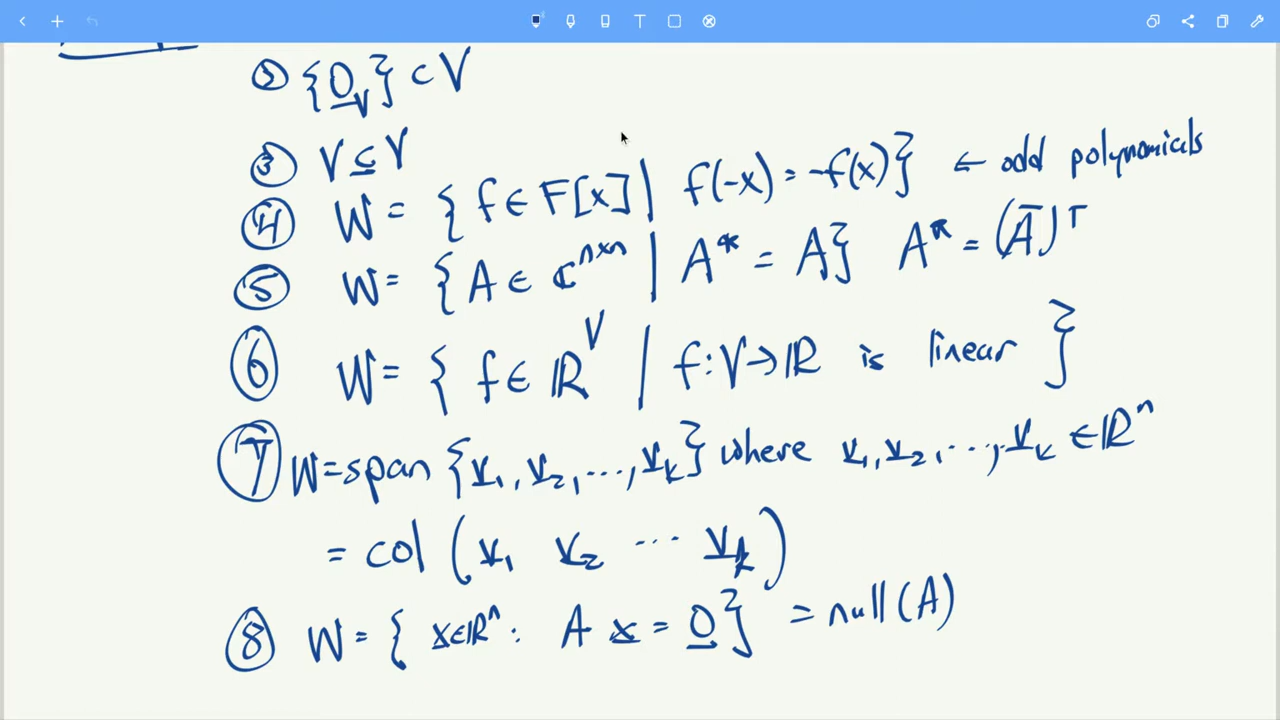 ② {0_V} ⊂ V
③ V ⊆ V
④ W = { f ∈ F[x] | f(-x) = -f(x) } ← odd polynomials
⑤ W = { A ∈ ℂ^{n×n} | A* = A } A* = (Ā)^T
⑥ W = { f ∈ ℝ^V | f: V → ℝ is linear }
⑦ W = span {v₁, v₂, ..., v_k} where v₁, v₂, ..., v_k ∈ ℝⁿ
= col (v₁ v₂ ... v_k)
⑧ W = { x ∈ ℝⁿ : A x = 0 } = null(A)